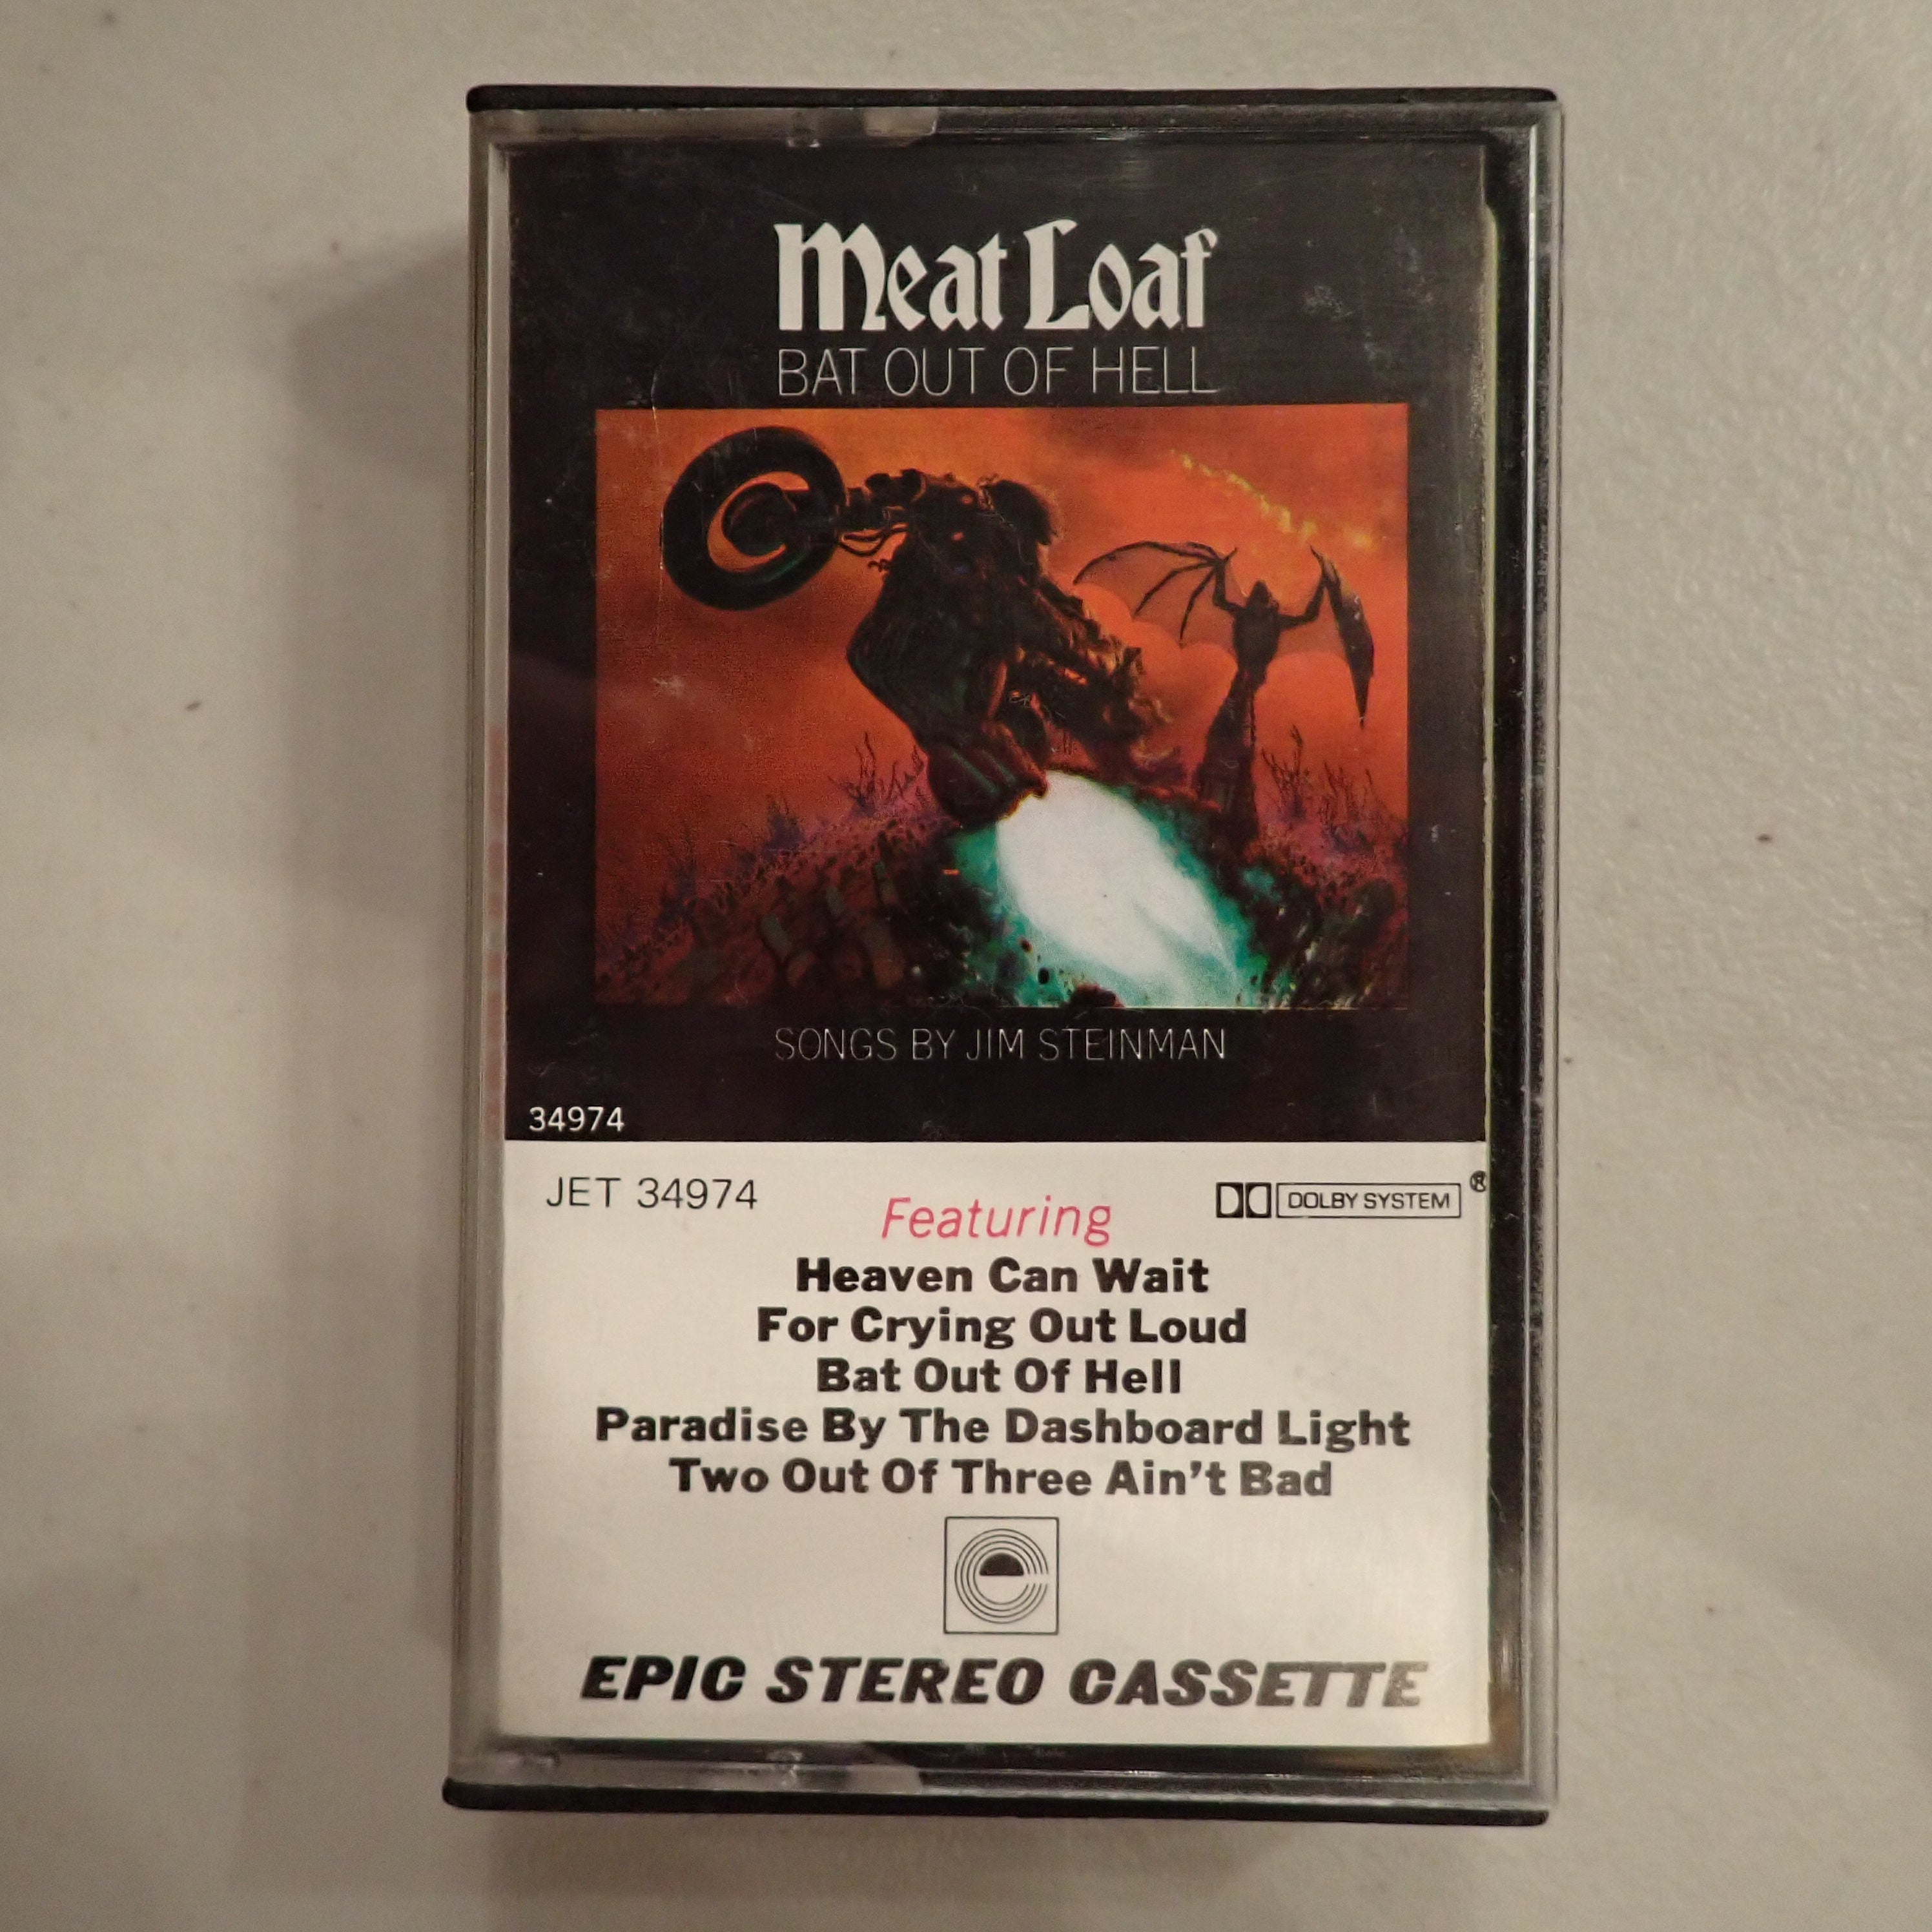 Meat Loaf
BAT OUT OF HELL
SONGS BY JIM STEINMAN
34974
JET 34974
DOLBY SYSTEM®
Featuring
Heaven Can Wait
For Crying Out Loud
Bat Out Of Hell
Paradise By The Dashboard Light
Two Out Of Three Ain't Bad
e
EPIC STEREO CASSETTE